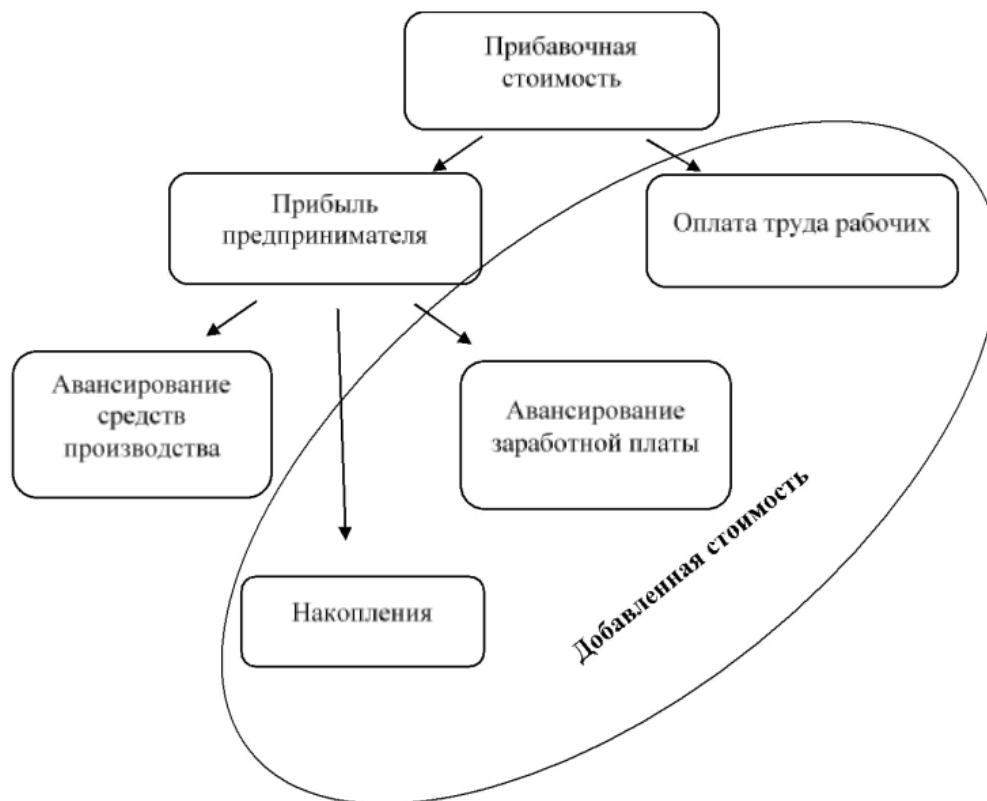 Прибавочная
стоимость
Прибыль
предпринимателя
Оплата труда рабочих
Авансирование
средств
производства
Авансирование
заработной платы
Накопления
Добавленная стоимость